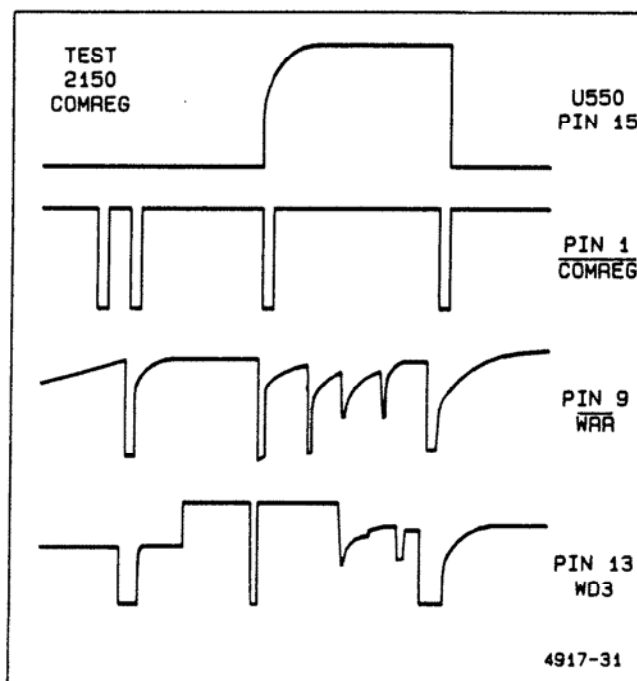 TEST
2150
COMREG
U550
PIN 15
PIN 1
COMREG
PIN 9
WRR
PIN 13
WD3
4917-31